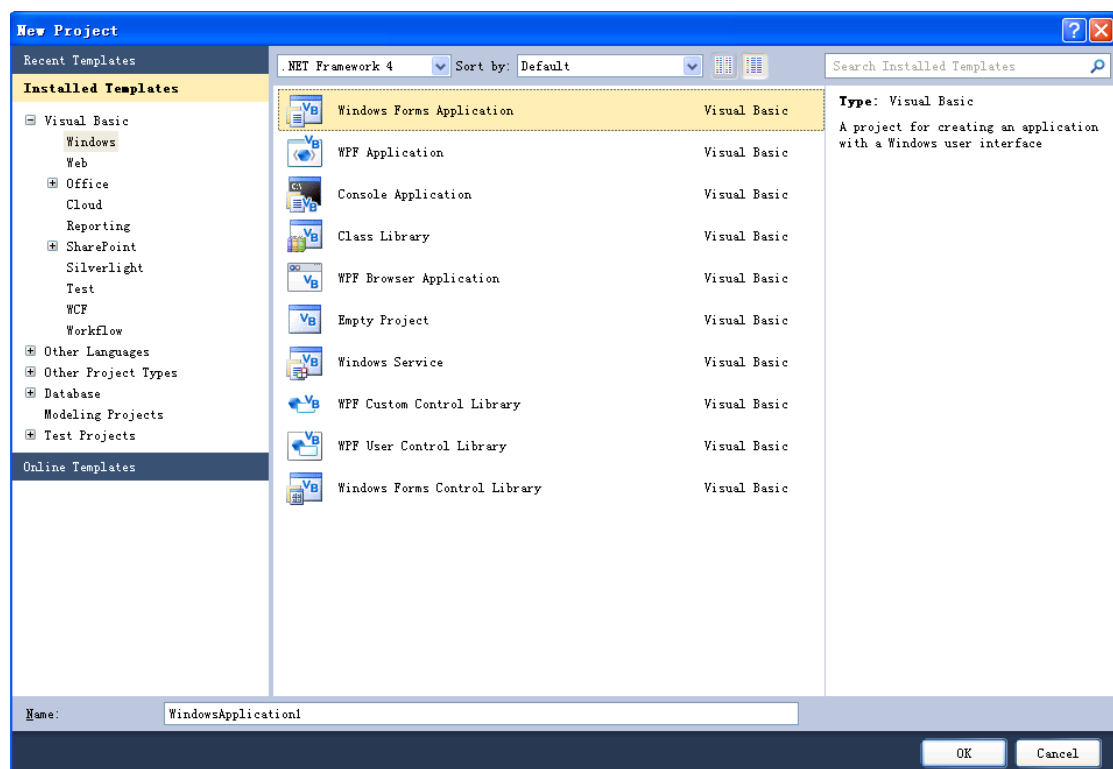 New Project
Recent Templates
Installed Templates
Visual Basic
Windows
Web
Office
Cloud
Reporting
SharePoint
Silverlight
Test
WCF
Workflow
Other Languages
Other Project Types
Database
Modeling Projects
Test Projects
Online Templates
.NET Framework 4 Sort by: Default
Windows Forms Application Visual Basic
WPF Application Visual Basic
Console Application Visual Basic
Class Library Visual Basic
WPF Browser Application Visual Basic
Empty Project Visual Basic
Windows Service Visual Basic
WPF Custom Control Library Visual Basic
WPF User Control Library Visual Basic
Windows Forms Control Library Visual Basic
Search Installed Templates
Type: Visual Basic
A project for creating an application
with a Windows user interface
Name: WindowsApplication1
OK Cancel